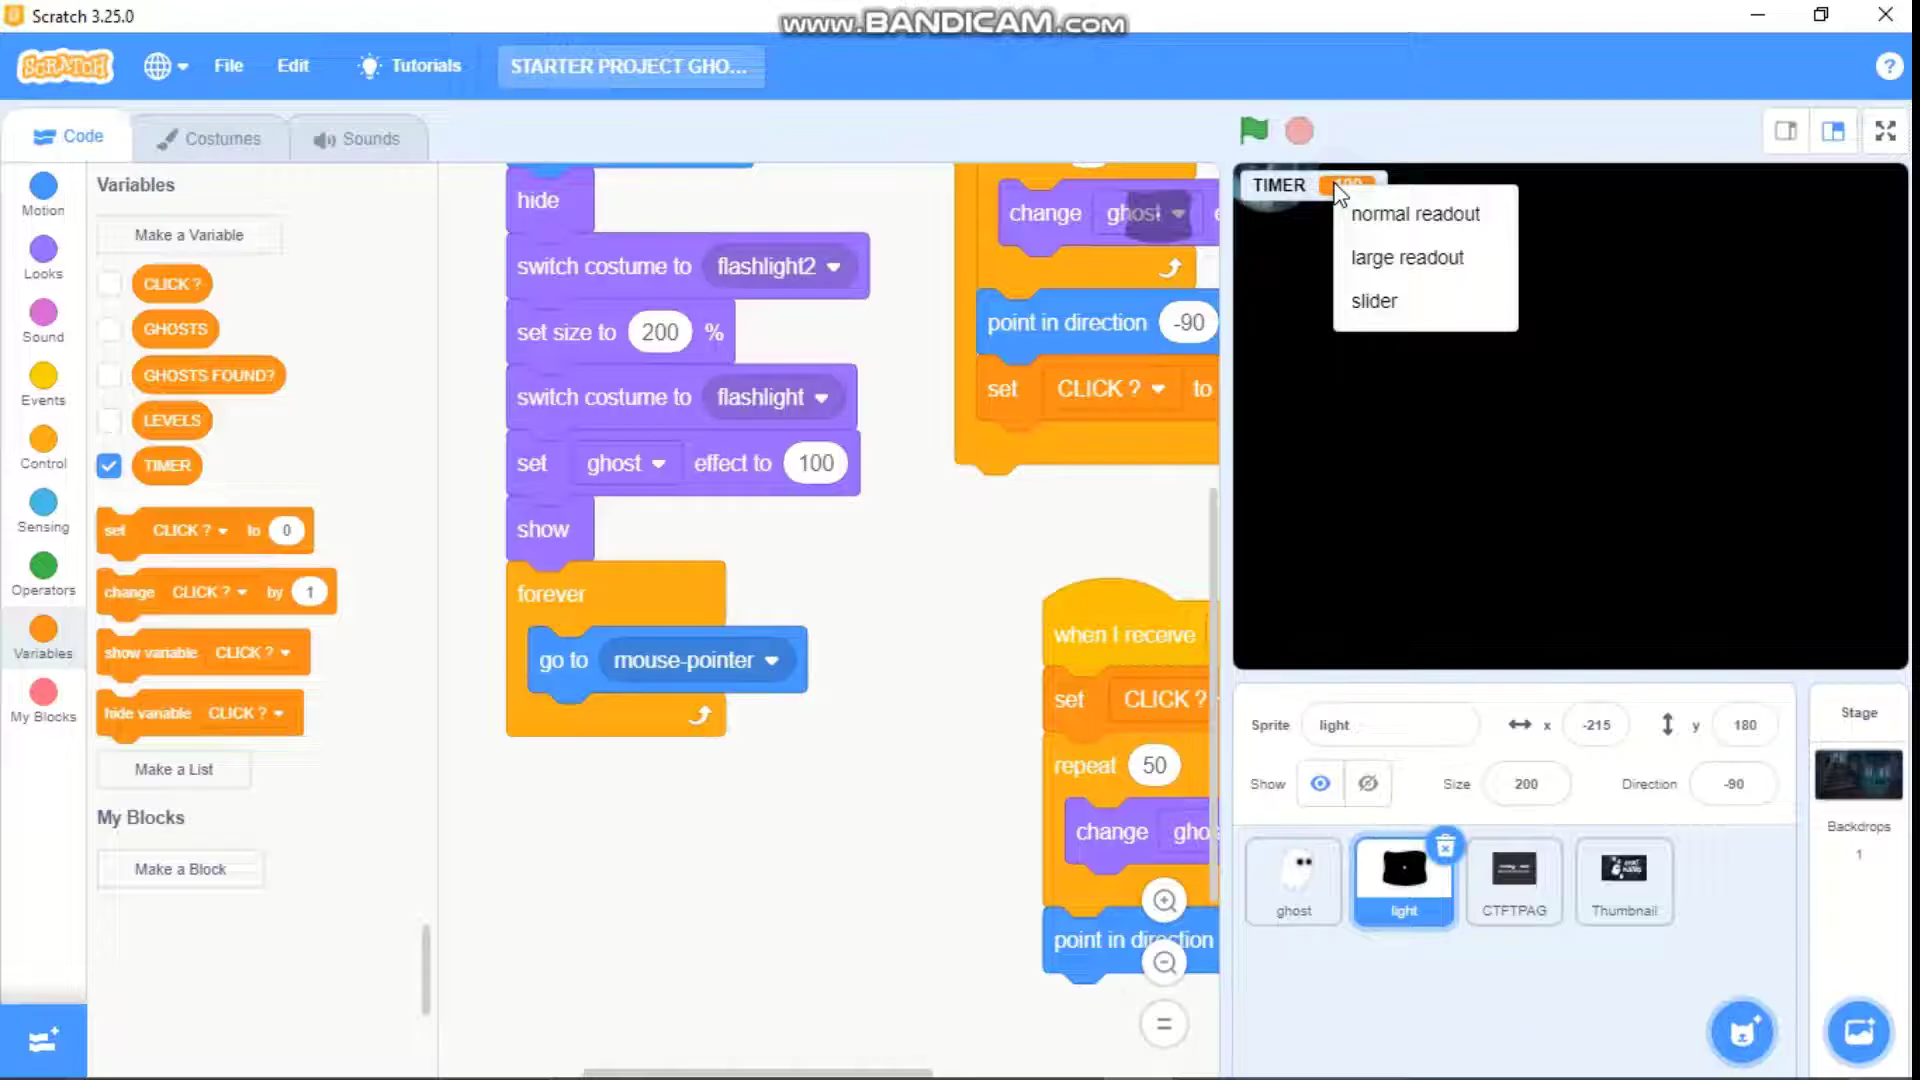 Scratch 3.25.0
www.BANDICAM.com
SCRATCH
File
Edit
Tutorials
STARTER PROJECT GHO...
Code
Costumes
Sounds
Motion
Looks
Sound
Events
Control
Sensing
Operators
Variables
My Blocks
Variables
Make a Variable
CLICK ?
GHOSTS
GHOSTS FOUND?
LEVELS
TIMER
set CLICK ? to 0
change CLICK ? by 1
show variable CLICK ?
hide variable CLICK ?
Make a List
My Blocks
Make a Block
hide
switch costume to flashlight2
set size to 200 %
switch costume to flashlight
set ghost effect to 100
show
forever
go to mouse-pointer
change ghost e
point in direction -90
set CLICK ? to
when I receive
set CLICK ?
repeat 50
change gho
point in direction
TIMER
normal readout
large readout
slider
Sprite light x -215 y 180
Show Size 200 Direction -90
ghost
light
CTFTPAG
Thumbnail
Stage
Backdrops
1